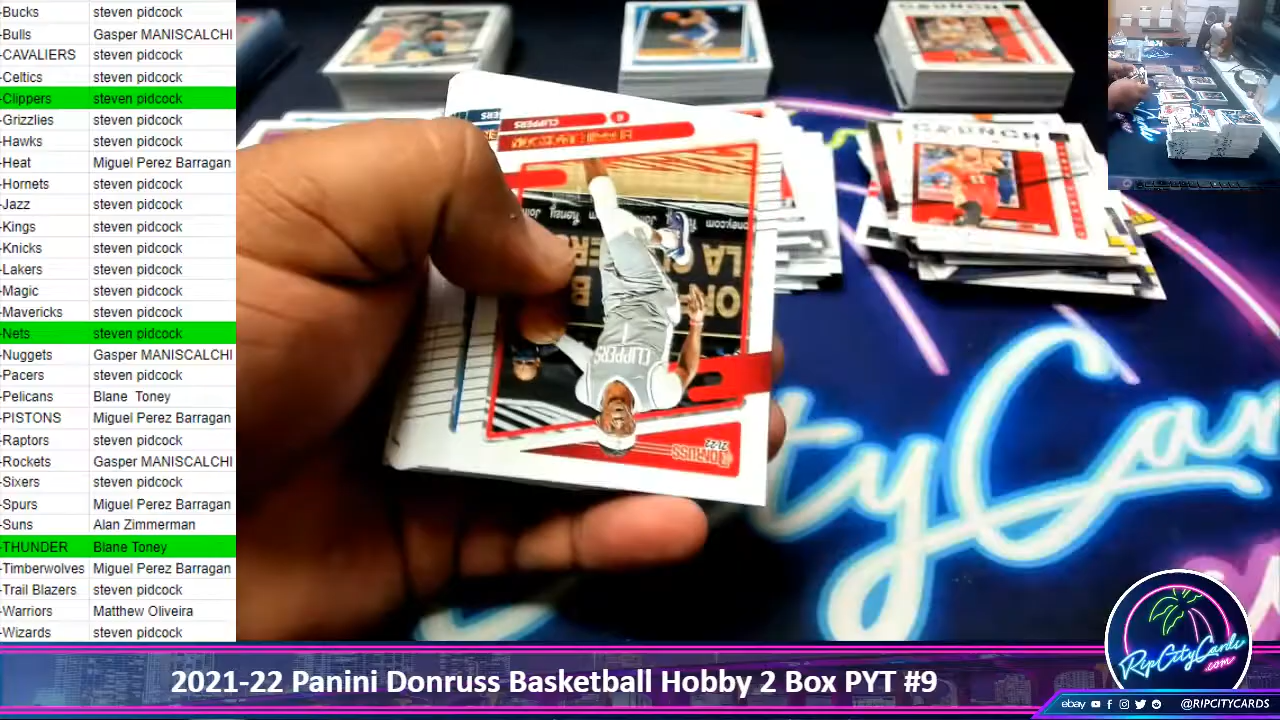 -Bucks steven pidcock
-Bulls Gasper MANISCALCHI
-CAVALIERS steven pidcock
-Celtics steven pidcock
-Clippers steven pidcock
-Grizzlies steven pidcock
-Hawks steven pidcock
-Heat Miguel Perez Barragan
-Hornets steven pidcock
-Jazz steven pidcock
-Kings steven pidcock
-Knicks steven pidcock
-Lakers steven pidcock
-Magic steven pidcock
-Mavericks steven pidcock
-Nets steven pidcock
-Nuggets Gasper MANISCALCHI
-Pacers steven pidcock
-Pelicans Blane Toney
-PISTONS Miguel Perez Barragan
-Raptors steven pidcock
-Rockets Gasper MANISCALCHI
-Sixers steven pidcock
-Spurs Miguel Perez Barragan
-Suns Alan Zimmerman
-THUNDER Blane Toney
-Timberwolves Miguel Perez Barragan
-Trail Blazers steven pidcock
-Warriors Matthew Oliveira
-Wizards steven pidcock
CRUNCH
CLIPPERS
CLIPPERS
DONRUSS
21-22
ty Car
RipCityCards
.com
2021-22 Panini Donruss Basketball Hobby 2 Box PYT #9
ebay @RIPCITYCARDS